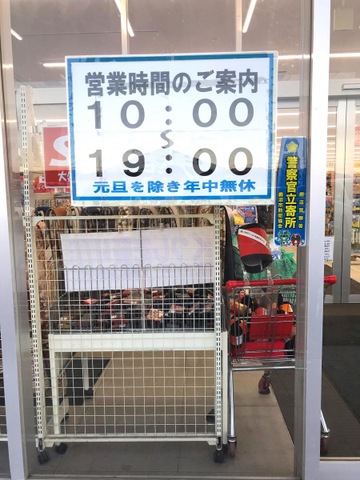 営業時間のご案内
10:00
～
19:00
元旦を除き年中無休
警察官立寄所